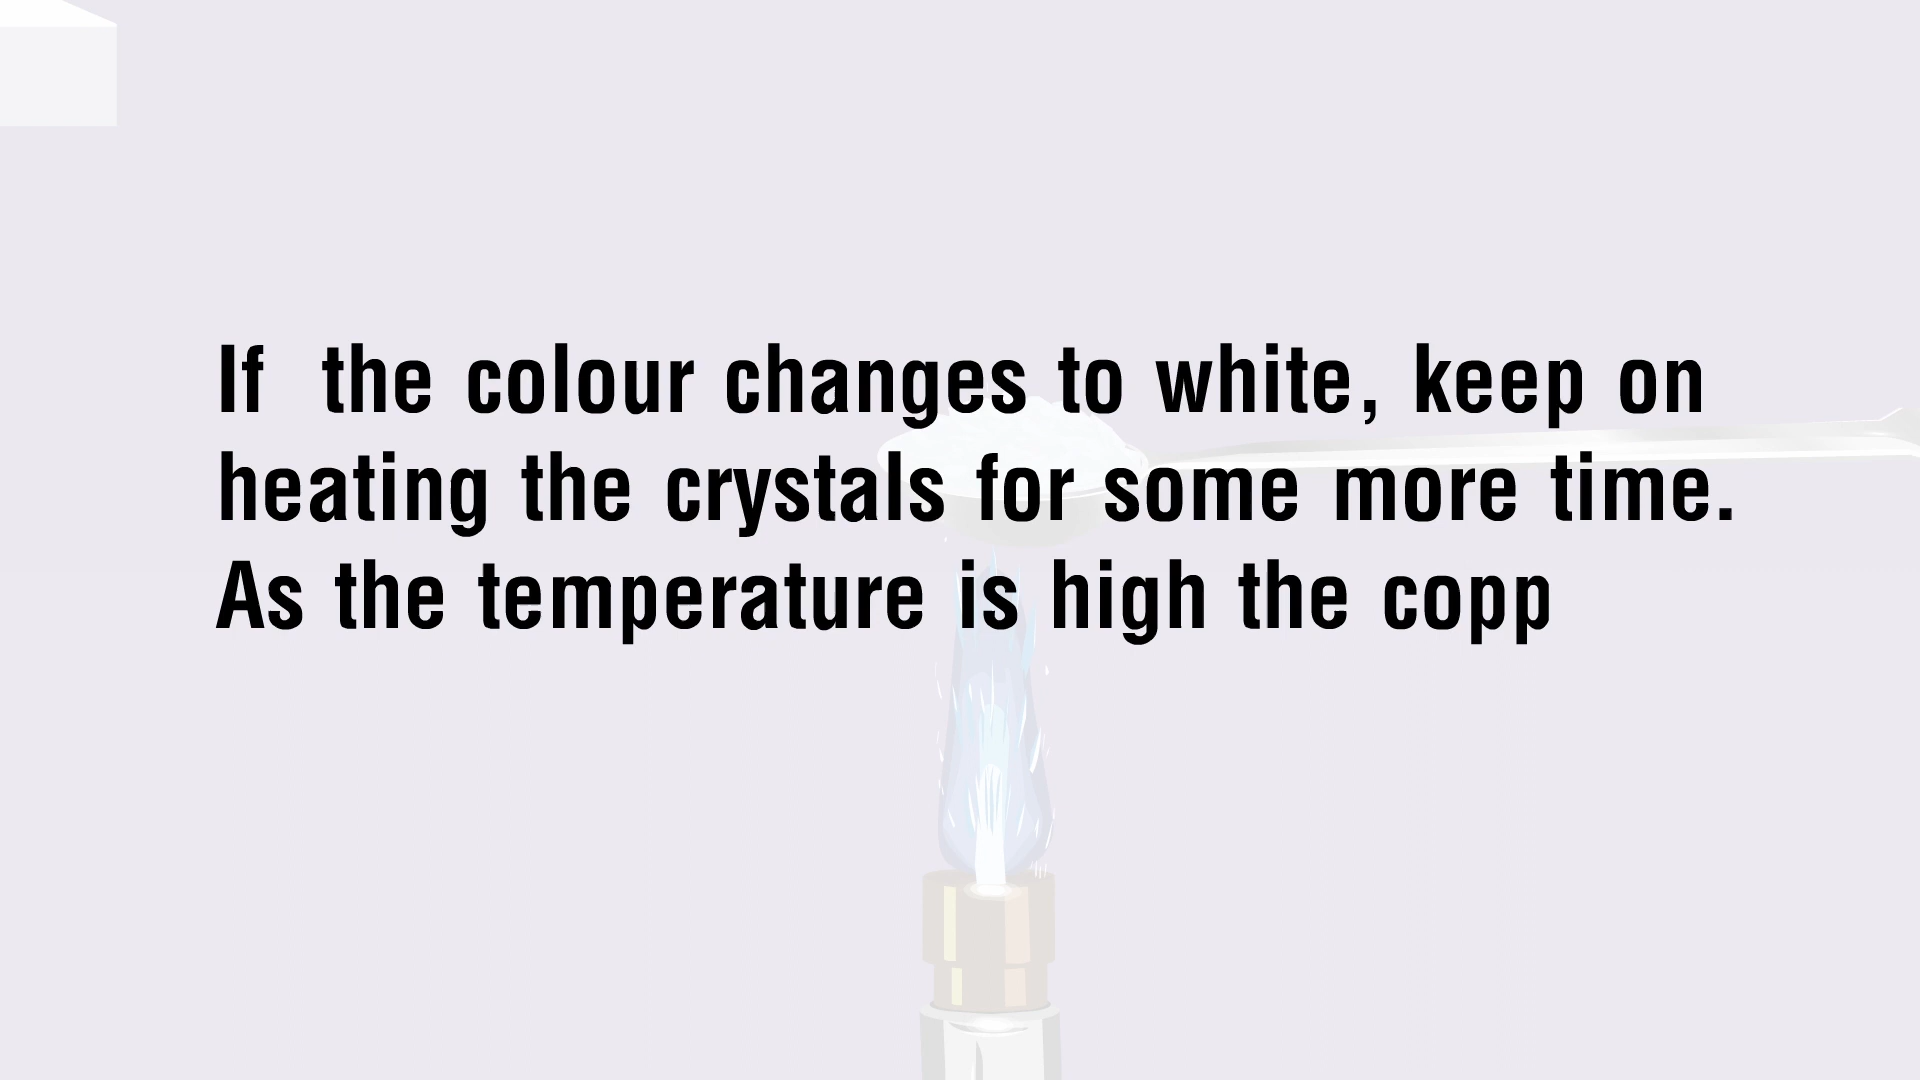 If  the colour changes to white, keep on
heating the crystals for some more time.
As the temperature is high the copp